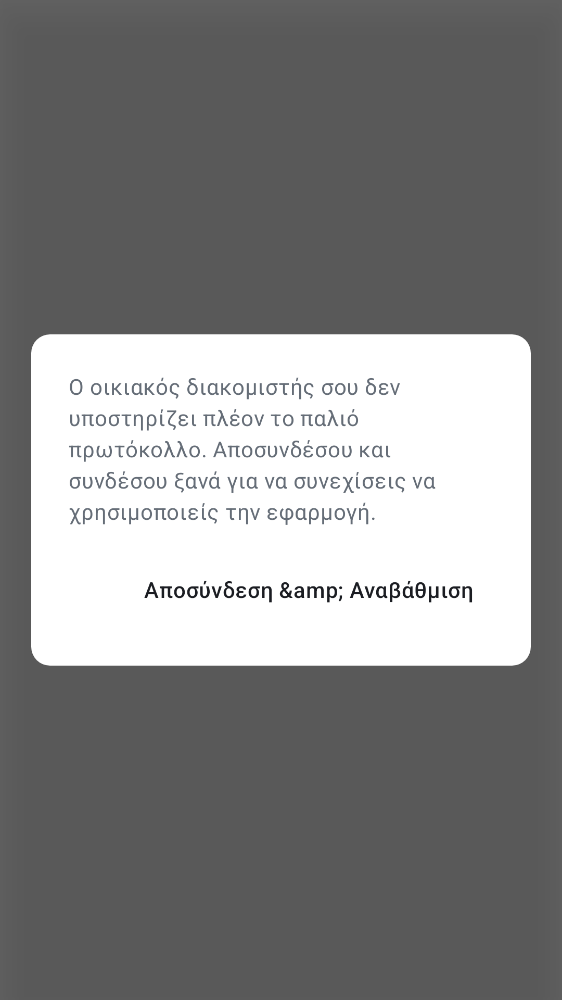 Ο οικιακός διακομιστής σου δεν
υποστηρίζει πλέον το παλιό
πρωτόκολλο. Αποσυνδέσου και
συνδέσου ξανά για να συνεχίσεις να
χρησιμοποιείς την εφαρμογή.
Αποσύνδεση &amp; Αναβάθμιση